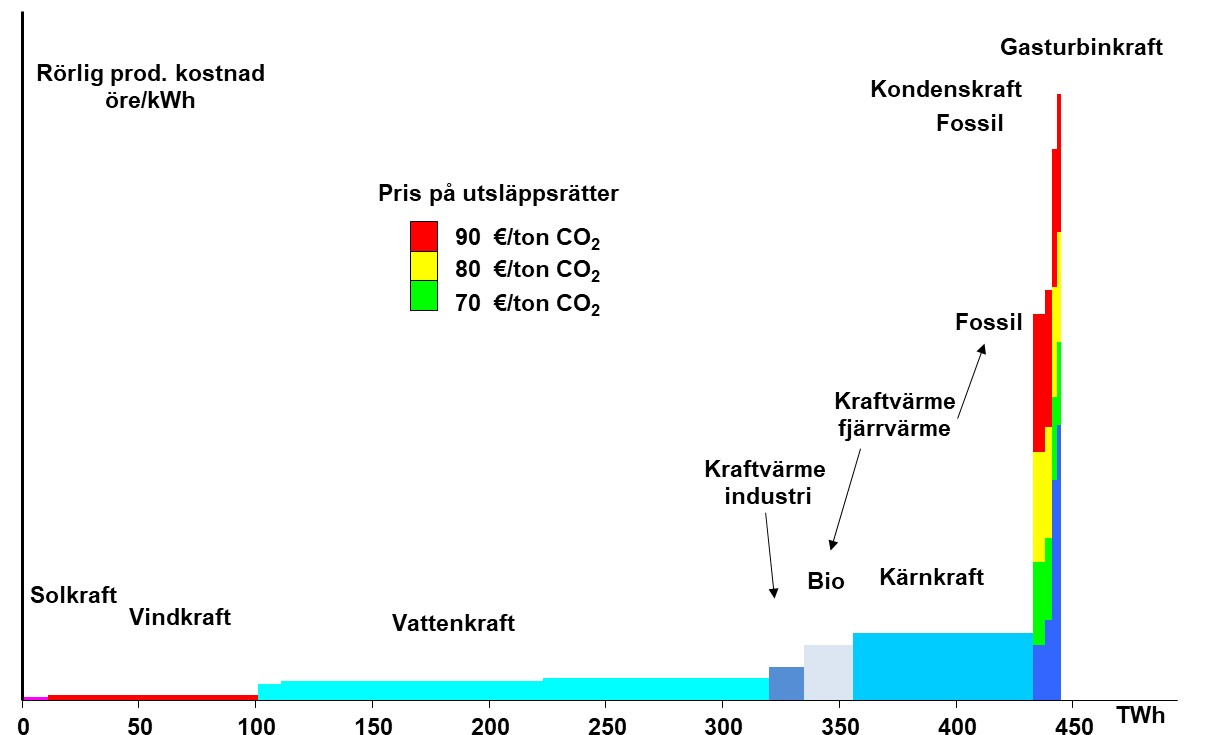 Gasturbinkraft
Rörlig prod. kostnad
öre/kWh
Kondenskraft
Fossil
Pris på utsläppsrätter
90 €/ton CO₂
80 €/ton CO₂
70 €/ton CO₂
Fossil
Kraftvärme
fjärrvärme
Kraftvärme
industri
Bio
Kärnkraft
Solkraft
Vindkraft
Vattenkraft
0 50 100 150 200 250 300 350 400 450 TWh